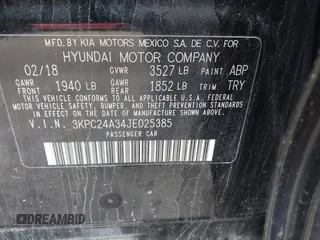 MFD. BY KIA MOTORS MEXICO S.A DE C.V. FOR
HYUNDAI MOTOR COMPANY
02/18 GVWR 3527 LB PAINT ABP
GAWR FRONT 1940 LB GAWR REAR 1852 LB TRIM TRY
THIS VEHICLE CONFORMS TO ALL APPLICABLE FEDERAL MOTOR
VEHICLE SAFETY, BUMPER, AND THEFT PREVENTION STANDARDS
IN EFFECT ON THE DATE OF MANUFACTURE SHOWN ABOVE.
V.I.N. 3KPC24A34JE025385
PASSENGER CAR
DREAMBID